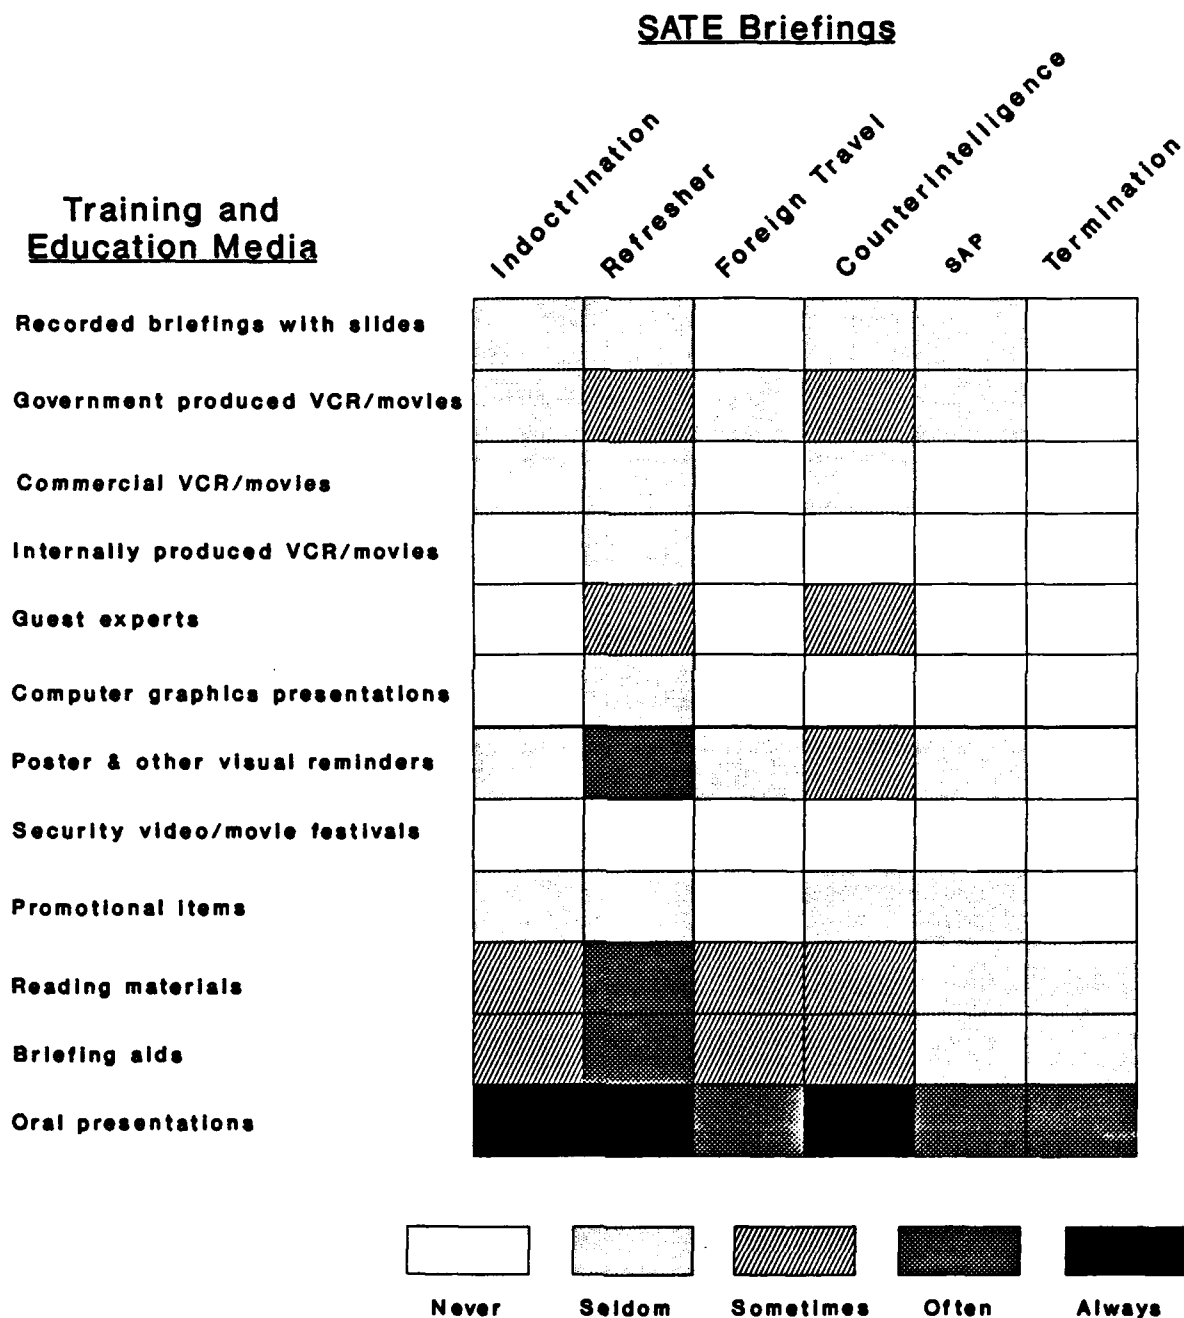 SATE Briefings
Training and
Education Media
Indoctrination
Refresher
Foreign Travel
Counterintelligence
SAP
Termination
Recorded briefings with slides
Government produced VCR/movies
Commercial VCR/movies
Internally produced VCR/movies
Guest experts
Computer graphics presentations
Poster & other visual reminders
Security video/movie festivals
Promotional items
Reading materials
Briefing aids
Oral presentations
Never Seldom Sometimes Often Always